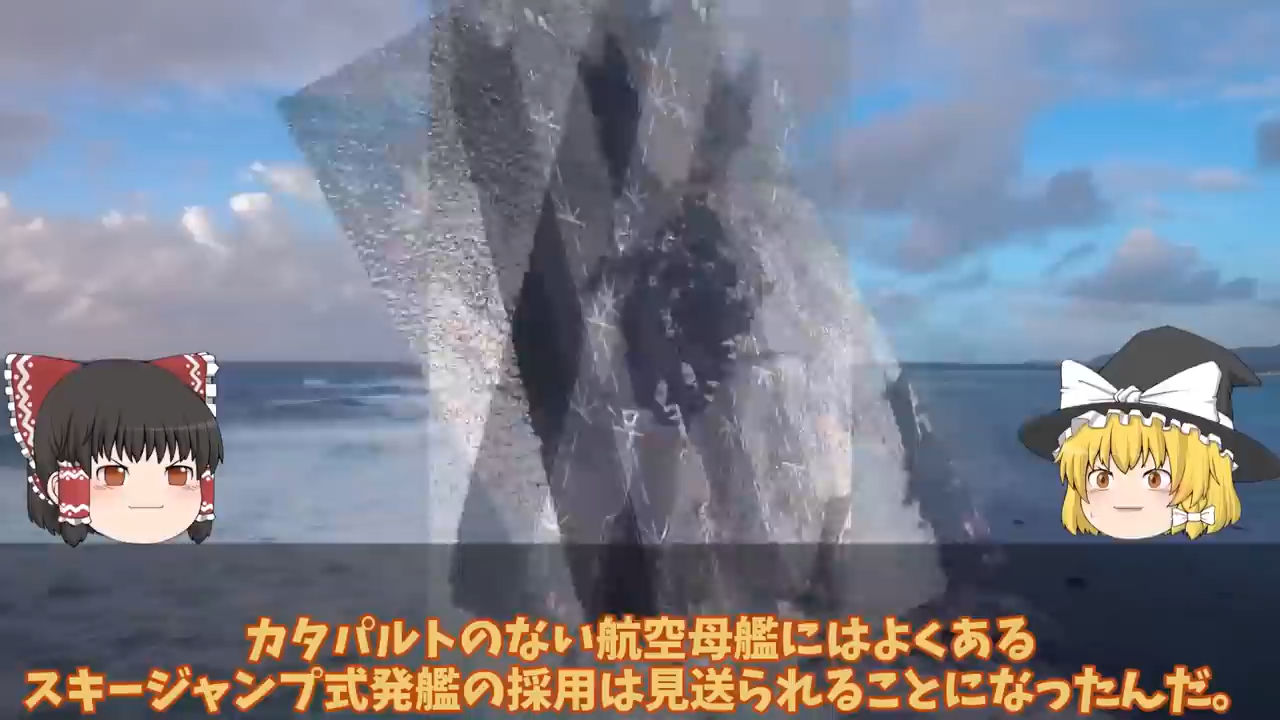 カタパルトのない航空母艦にはよくある
スキージャンプ式発艦の採用は見送られることになったんだ。